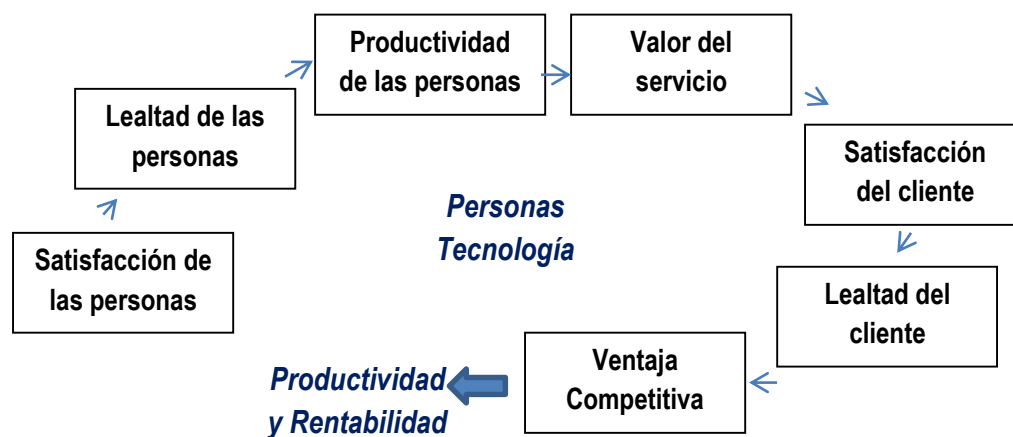 Productividad
de las personas
Valor del
servicio
Lealtad de las
personas
Satisfacción
del cliente
Personas
Tecnología
Satisfacción de
las personas
Lealtad del
cliente
Ventaja
Competitiva
Productividad
y Rentabilidad